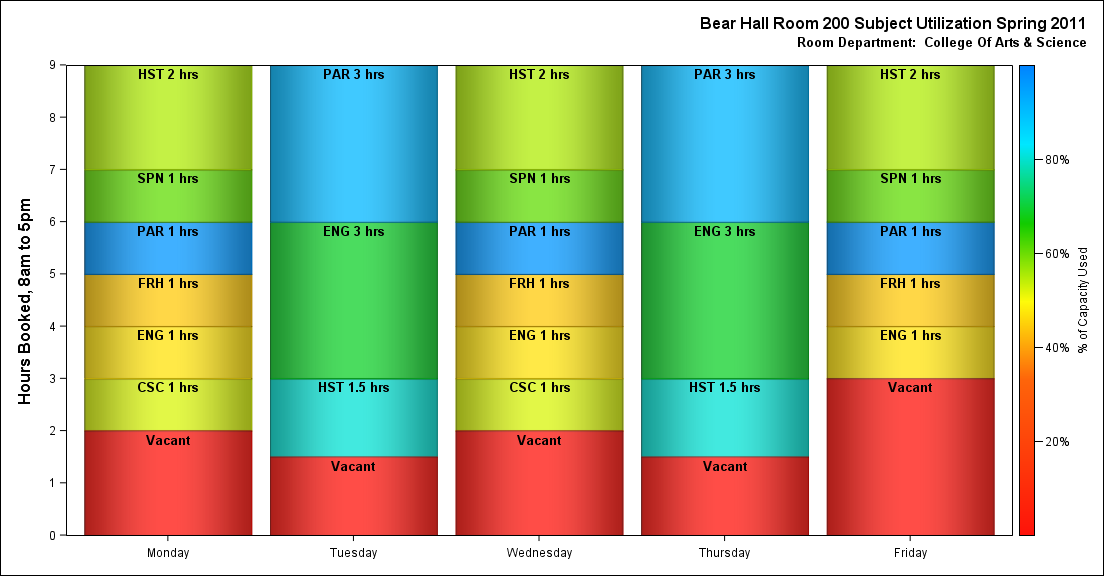 Bear Hall Room 200 Subject Utilization Spring 2011
Room Department:  College Of Arts & Science
Hours Booked, 8am to 5pm
9
8
7
6
5
4
3
2
1
0
HST 2 hrs
SPN 1 hrs
PAR 1 hrs
FRH 1 hrs
ENG 1 hrs
CSC 1 hrs
Vacant
Monday
PAR 3 hrs
ENG 3 hrs
HST 1.5 hrs
Vacant
Tuesday
HST 2 hrs
SPN 1 hrs
PAR 1 hrs
FRH 1 hrs
ENG 1 hrs
CSC 1 hrs
Vacant
Wednesday
PAR 3 hrs
ENG 3 hrs
HST 1.5 hrs
Vacant
Thursday
HST 2 hrs
SPN 1 hrs
PAR 1 hrs
FRH 1 hrs
ENG 1 hrs
Vacant
Friday
80%
60%
40%
20%
% of Capacity Used